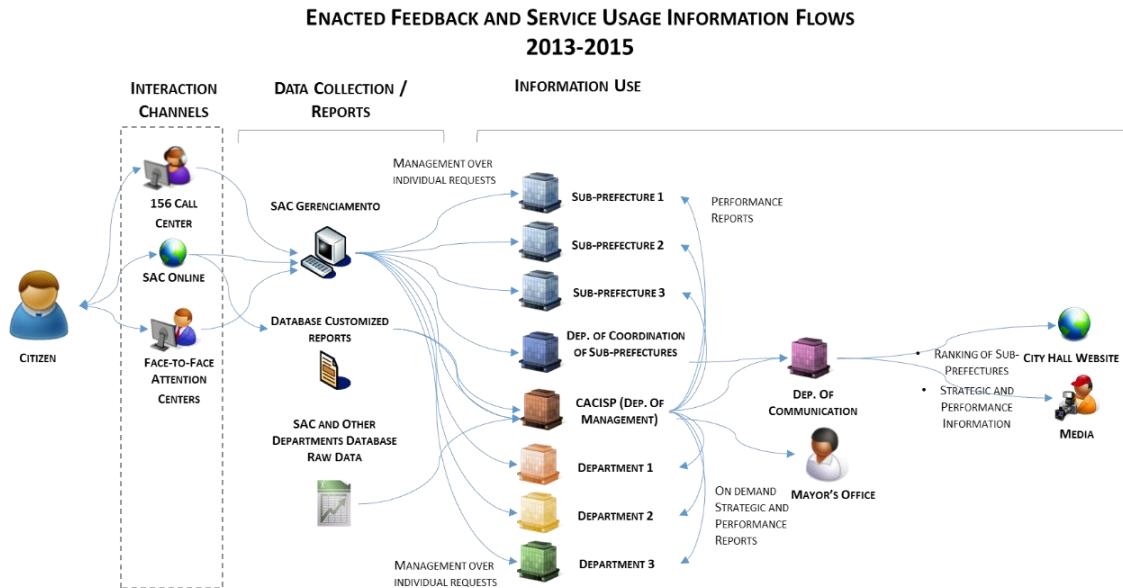 ENACTED FEEDBACK AND SERVICE USAGE INFORMATION FLOWS
2013-2015
INTERACTION
CHANNELS
DATA COLLECTION /
REPORTS
INFORMATION USE
156 CALL
CENTER
SAC ONLINE
FACE-TO-FACE
ATTENTION
CENTERS
CITIZEN
SAC GERENCIAMENTO
DATABASE CUSTOMIZED
REPORTS
SAC AND OTHER
DEPARTMENTS DATABASE
RAW DATA
MANAGEMENT OVER
INDIVIDUAL REQUESTS
SUB-PREFECTURE 1
SUB-PREFECTURE 2
SUB-PREFECTURE 3
DEP. OF COORDINATION
OF SUB-PREFECTURES
CACISP (DEP. OF
MANAGEMENT)
DEPARTMENT 1
DEPARTMENT 2
DEPARTMENT 3
MANAGEMENT OVER
INDIVIDUAL REQUESTS
PERFORMANCE
REPORTS
DEP. OF
COMMUNICATION
MAYOR'S OFFICE
ON DEMAND
STRATEGIC AND
PERFORMANCE
REPORTS
• RANKING OF SUB-
PREFECTURES
• STRATEGIC AND
PERFORMANCE
INFORMATION
CITY HALL WEBSITE
MEDIA